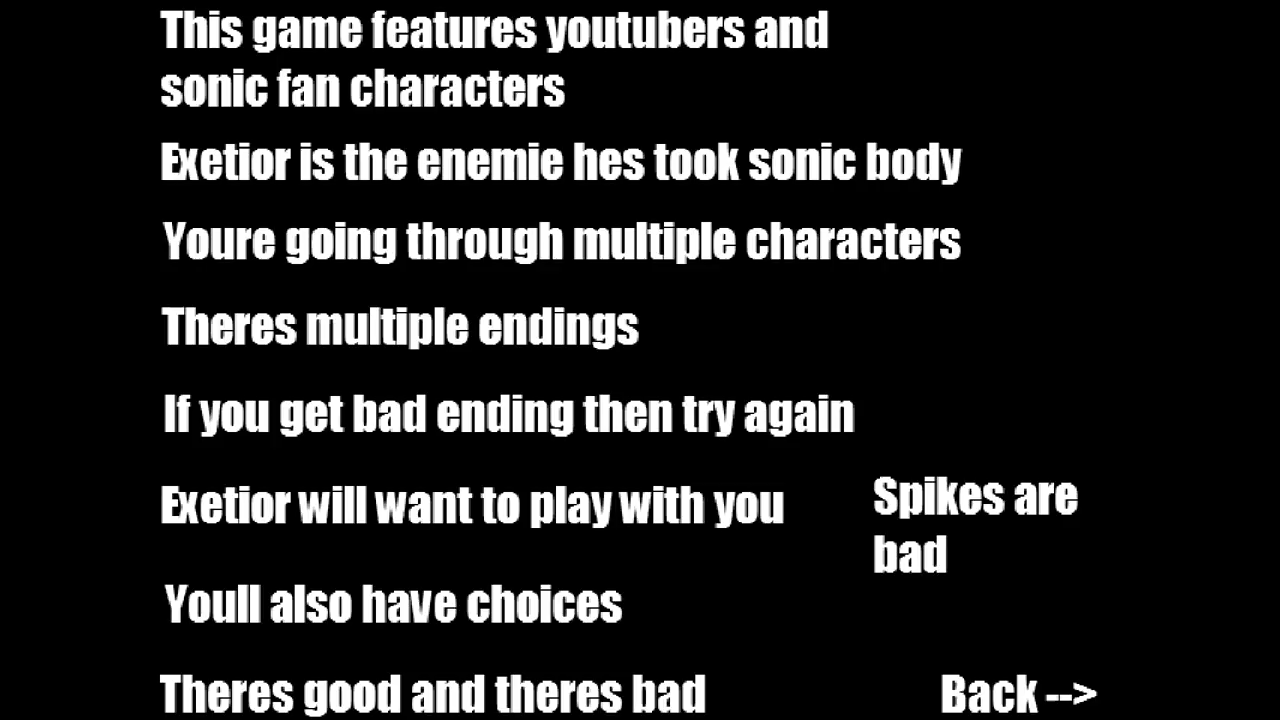 This game features youtubers and
sonic fan characters
Exetior is the enemie hes took sonic body
Youre going through multiple characters
Theres multiple endings
If you get bad ending then try again
Exetior will want to play with you
Spikes are
bad
Youll also have choices
Theres good and theres bad
Back -->